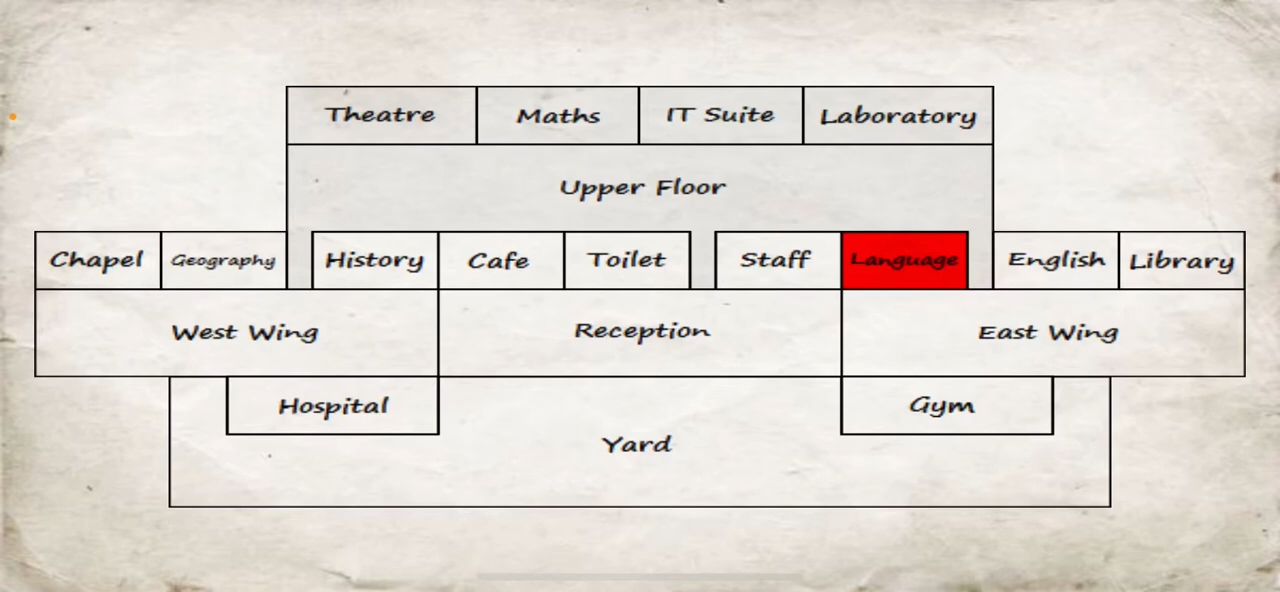 Theatre Maths IT Suite Laboratory
Upper Floor
Chapel Geography History Cafe Toilet Staff Language English Library
West Wing Reception East Wing
Hospital Gym
Yard